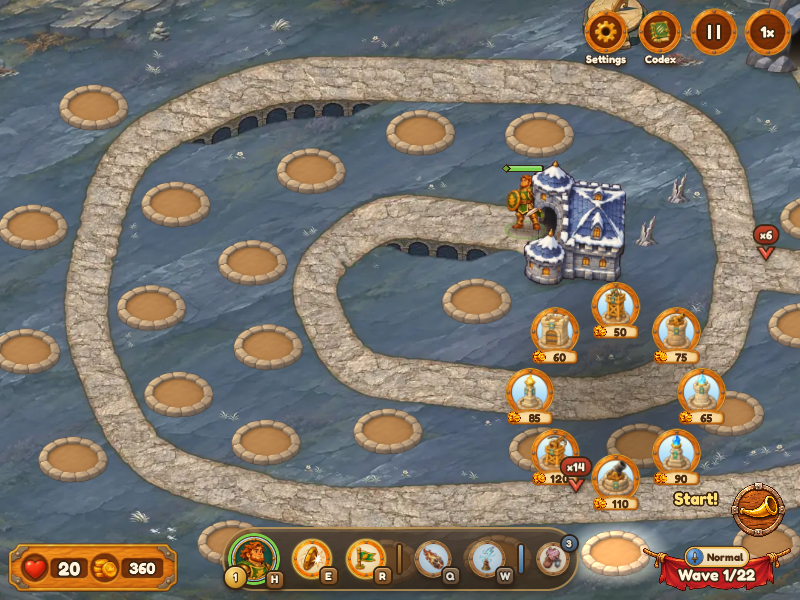 1x
Settings
Codex
x6
50
60
75
85
65
x14
120
90
110
Start!
20
360
1
H
E
R
Q
W
3
Normal
Wave 1/22